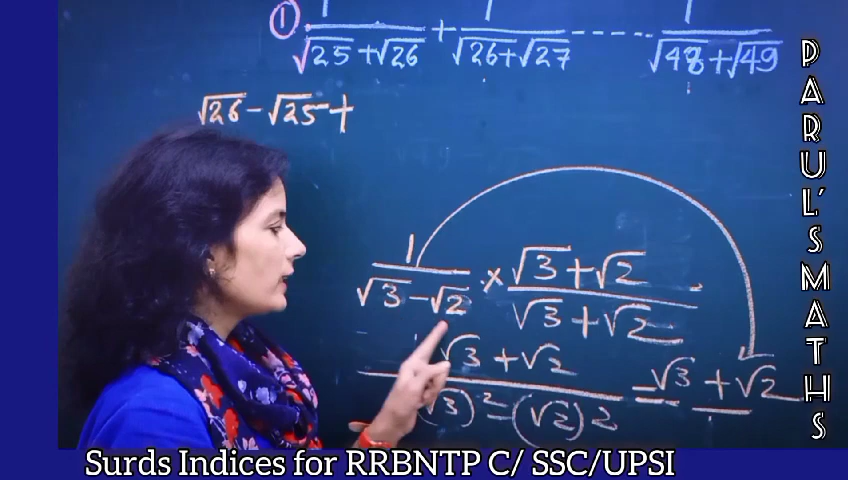 ① 1/(√25+√26) + 1/(√26+√27) ----- 1/(√48+√49)
√26-√25+
1/(√3-√2) × (√3+√2)/(√3+√2)
(√3+√2)/((√3)²-(√2)²) = √3+√2
PARUL'S MATHS
Surds Indices for RRBNTP C/ SSC/UPSI